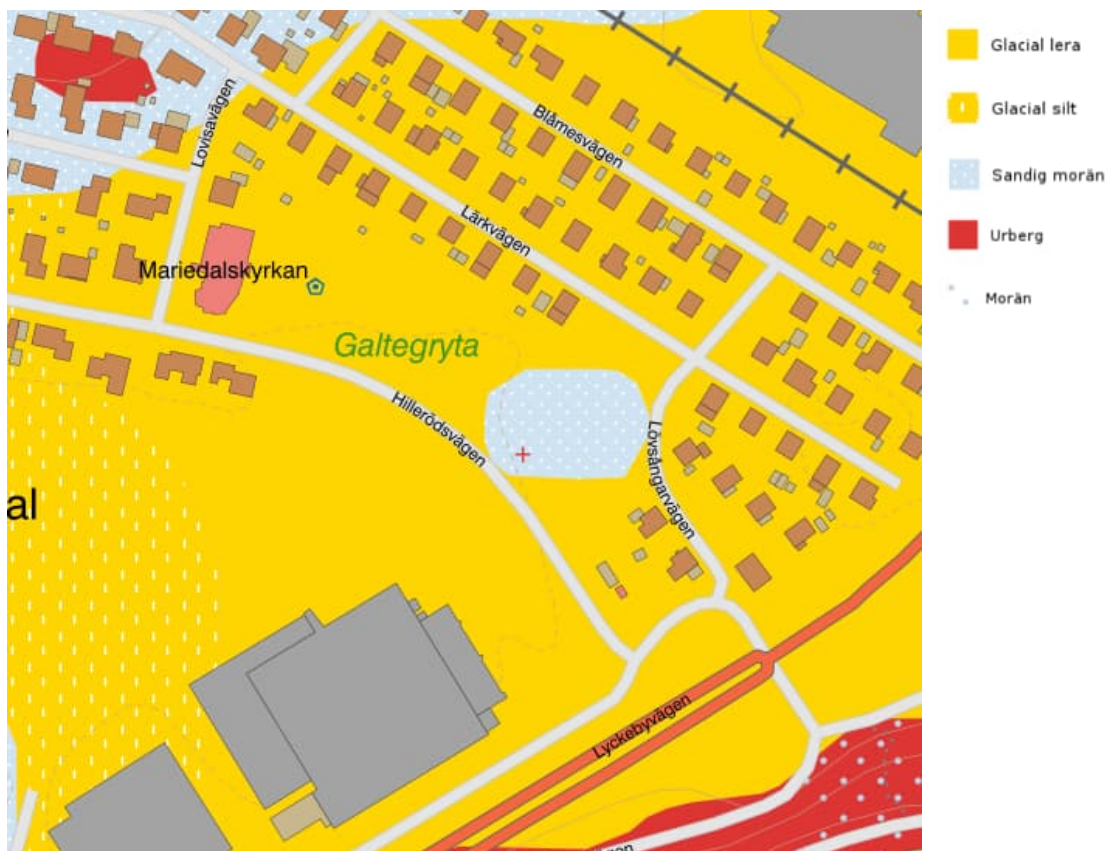 Glacial lera
Glacial silt
Sandig morän
Urberg
Morän
Lovisavägen
Blåmesvägen
Lärkvägen
Mariedalskyrkan
Galtegryta
Hillerödsvägen
Lövsångarvägen
al
Lyckebyvägen